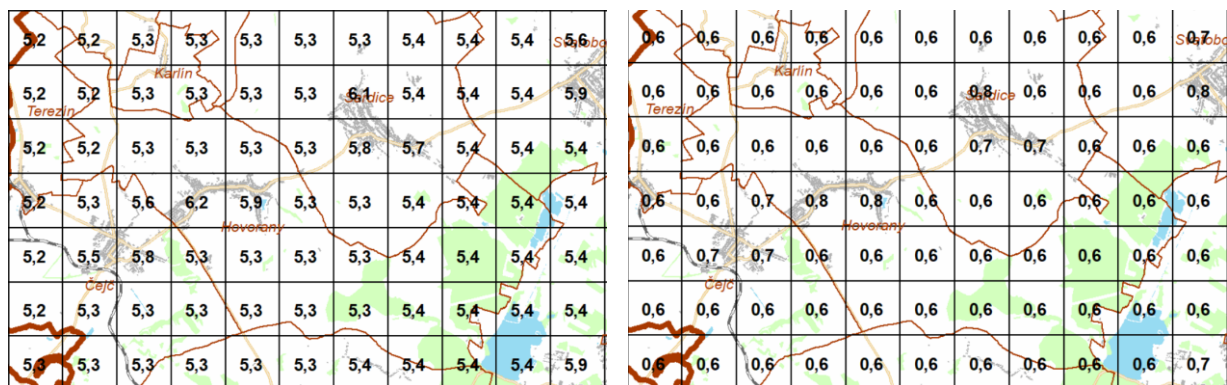 5,2 5,2 5,3 5,3 5,3 5,3 5,3 5,4 5,4 5,4 5,6
Svatobo
Karlín
5,2 5,2 5,3 5,3 5,3 5,3 6,1 5,4 5,4 5,4 5,9
Terezín
Šardice
5,2 5,2 5,3 5,3 5,3 5,3 5,8 5,7 5,4 5,4 5,4
5,2 5,3 5,6 6,2 5,9 5,3 5,3 5,4 5,4 5,4 5,4
Hovorany
5,2 5,5 5,8 5,3 5,3 5,3 5,3 5,4 5,4 5,4 5,4
Čejč
5,2 5,3 5,3 5,3 5,3 5,3 5,3 5,4 5,4 5,4 5,4
5,3 5,3 5,3 5,3 5,3 5,3 5,4 5,4 5,4 5,4 5,9
0,6 0,6 0,6 0,6 0,6 0,6 0,6 0,6 0,6 0,6 0,7
Svatobo
Karlín
0,6 0,6 0,6 0,6 0,6 0,6 0,8 0,6 0,6 0,6 0,8
Terezín
Šardice
0,6 0,6 0,6 0,6 0,6 0,6 0,7 0,7 0,6 0,6 0,6
0,6 0,6 0,7 0,8 0,8 0,6 0,6 0,6 0,6 0,6 0,6
Hovorany
0,6 0,7 0,7 0,6 0,6 0,6 0,6 0,6 0,6 0,6 0,6
Čejč
0,6 0,6 0,6 0,6 0,6 0,6 0,6 0,6 0,6 0,6 0,6
0,6 0,6 0,6 0,6 0,6 0,6 0,6 0,6 0,6 0,6 0,7